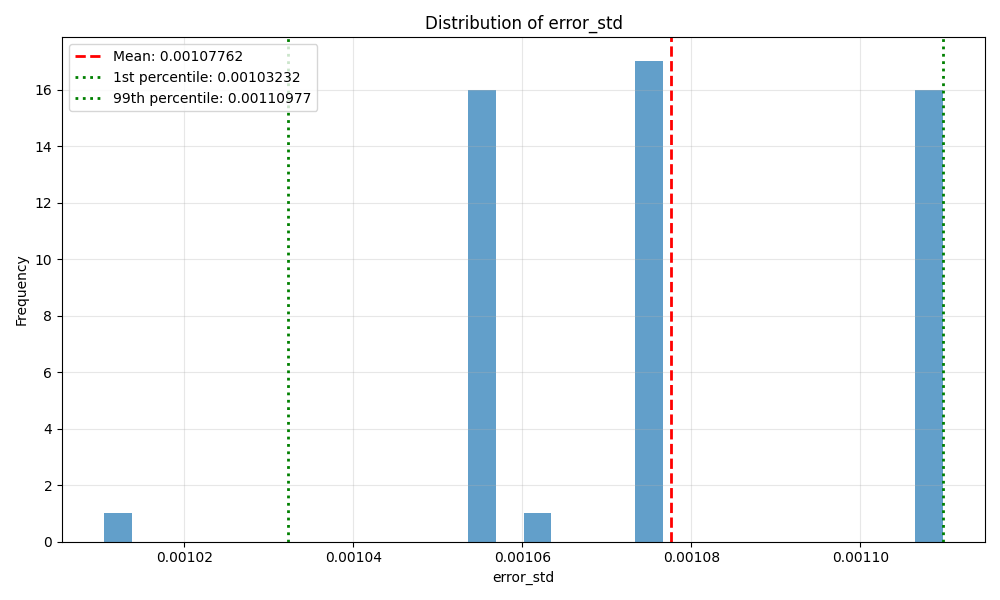 Distribution of error_std
Mean: 0.00107762
1st percentile: 0.00103232
99th percentile: 0.00110977
Frequency
16
14
12
10
8
6
4
2
0
0.00102
0.00104
0.00106
0.00108
0.00110
error_std